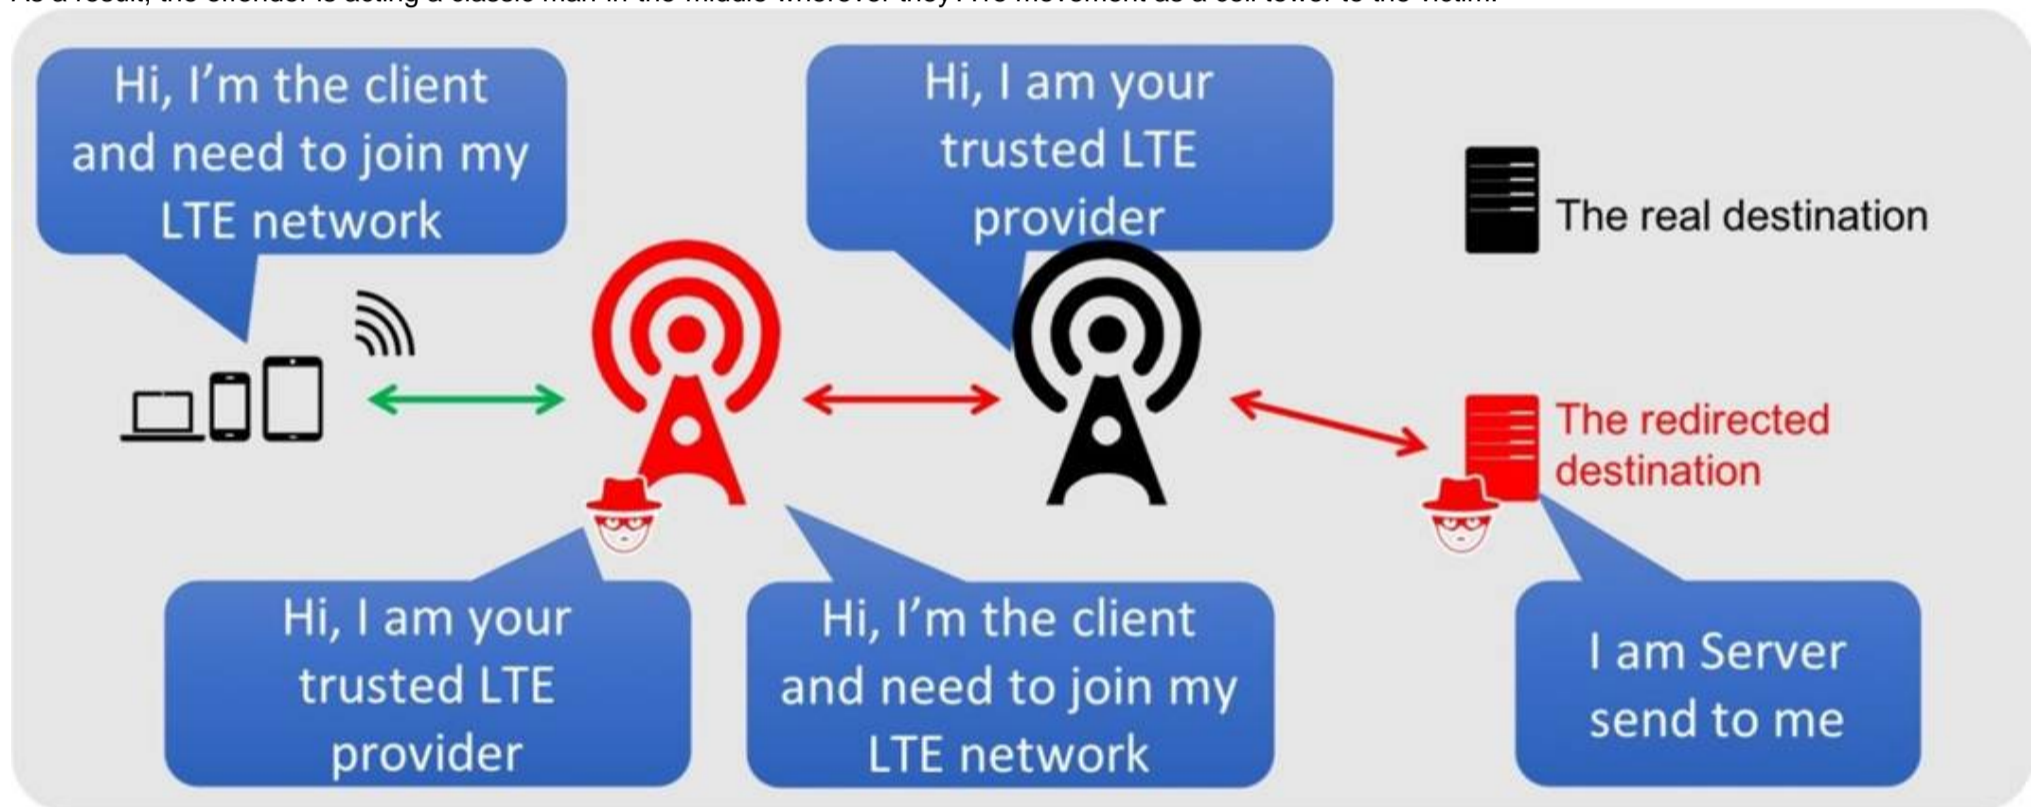 Hi, I'm the client
and need to join my
LTE network
Hi, I am your
trusted LTE
provider
The real destination
The redirected
destination
Hi, I am your
trusted LTE
provider
Hi, I'm the client
and need to join my
LTE network
I am Server
send to me